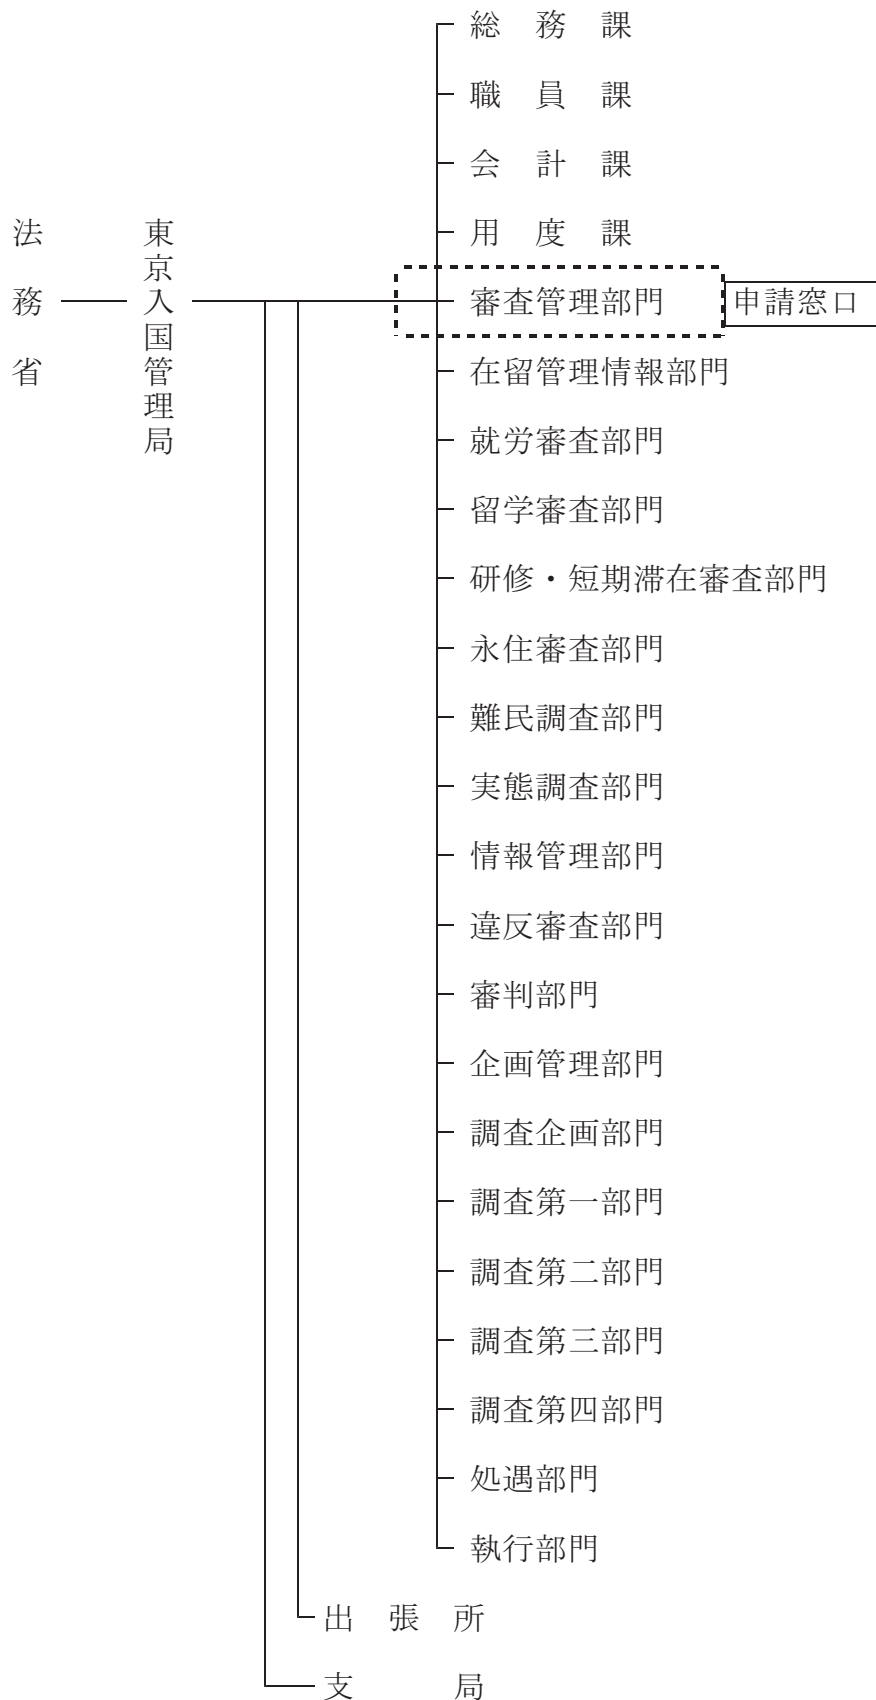 法務省
東京入国管理局
総務課
職員課
会計課
用度課
審査管理部門
申請窓口
在留管理情報部門
就労審査部門
留学審査部門
研修・短期滞在審査部門
永住審査部門
難民調査部門
実態調査部門
情報管理部門
違反審査部門
審判部門
企画管理部門
調査企画部門
調査第一部門
調査第二部門
調査第三部門
調査第四部門
処遇部門
執行部門
出張所
支局